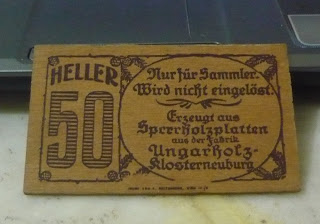 HELLER
50
Nur für Sammler.
Wird nicht eingelöst.
Erzeugt aus
Sperrholzplatten
aus der Fabrik
Ungarholz-
Klosterneuburg